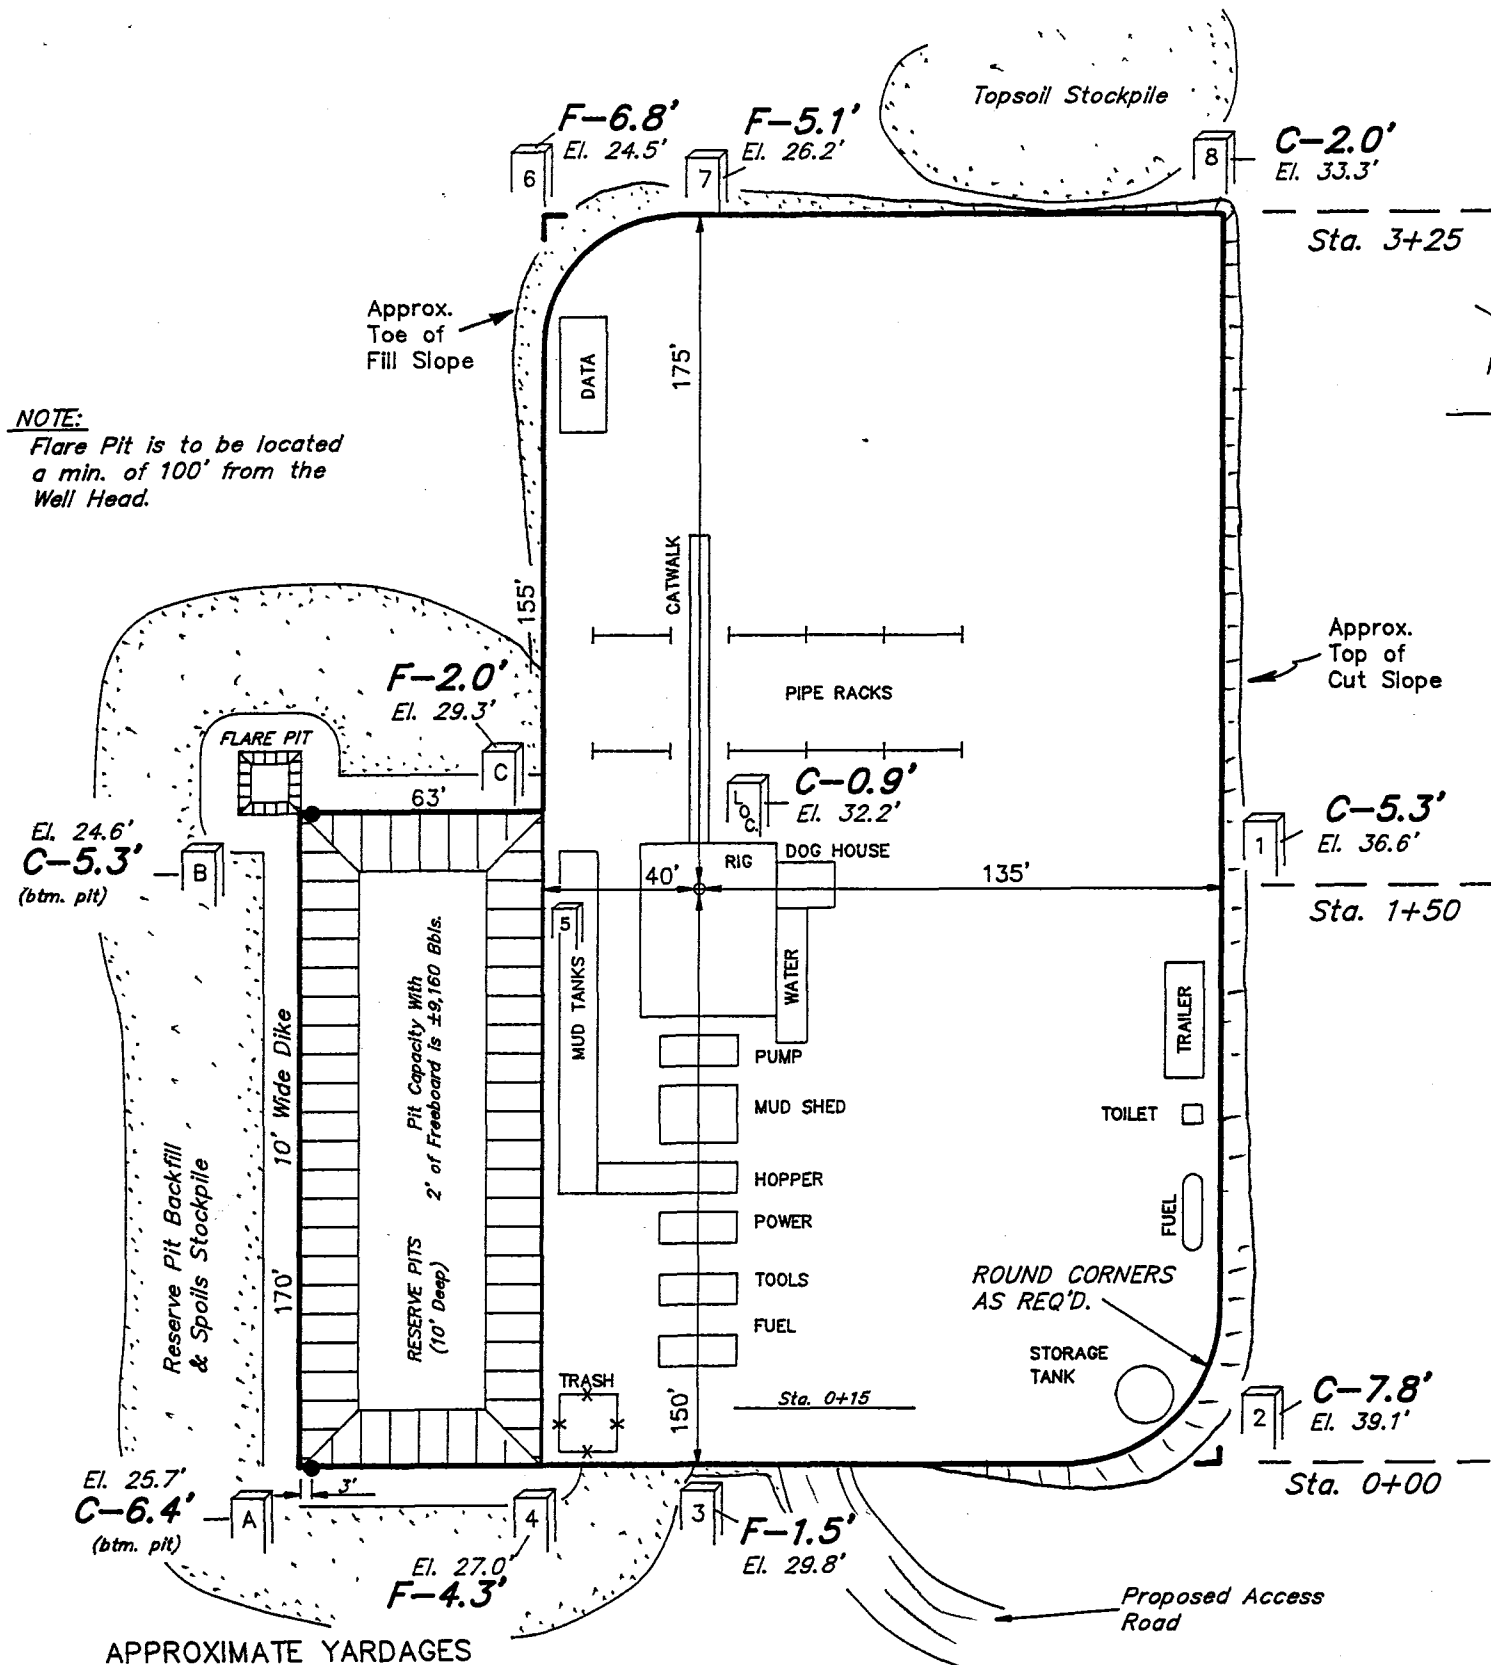 Topsoil Stockpile
F-6.8'
El. 24.5'
F-5.1'
El. 26.2'
C-2.0'
El. 33.3'
6
7
8
Sta. 3+25
Approx.
Toe of
Fill Slope
DATA
175'
NOTE:
Flare Pit is to be located
a min. of 100' from the
Well Head.
CATWALK
155'
Approx.
Top of
Cut Slope
F-2.0'
El. 29.3'
PIPE RACKS
FLARE PIT
C
63'
C-0.9'
El. 32.2'
LOC.
C-5.3'
El. 36.6'
1
El. 24.6'
C-5.3'
(btm. pit)
B
RIG
DOG HOUSE
40'
135'
Sta. 1+50
5
MUD TANKS
WATER
TRAILER
Pit Capacity With
2' of Freeboard is ±9,160 Bbls.
10' Wide Dike
PUMP
MUD SHED
TOILET
Reserve Pit Backfill
& Spoils Stockpile
HOPPER
POWER
FUEL
170'
RESERVE PITS
(10' Deep)
TOOLS
FUEL
ROUND CORNERS
AS REQ'D.
STORAGE
TANK
TRASH
150'
Sta. 0+15
C-7.8'
El. 39.1'
2
Sta. 0+00
El. 25.7'
C-6.4'
(btm. pit)
A
3'
4
3
F-1.5'
El. 29.8'
El. 27.0'
F-4.3'
Proposed Access
Road
APPROXIMATE YARDAGES